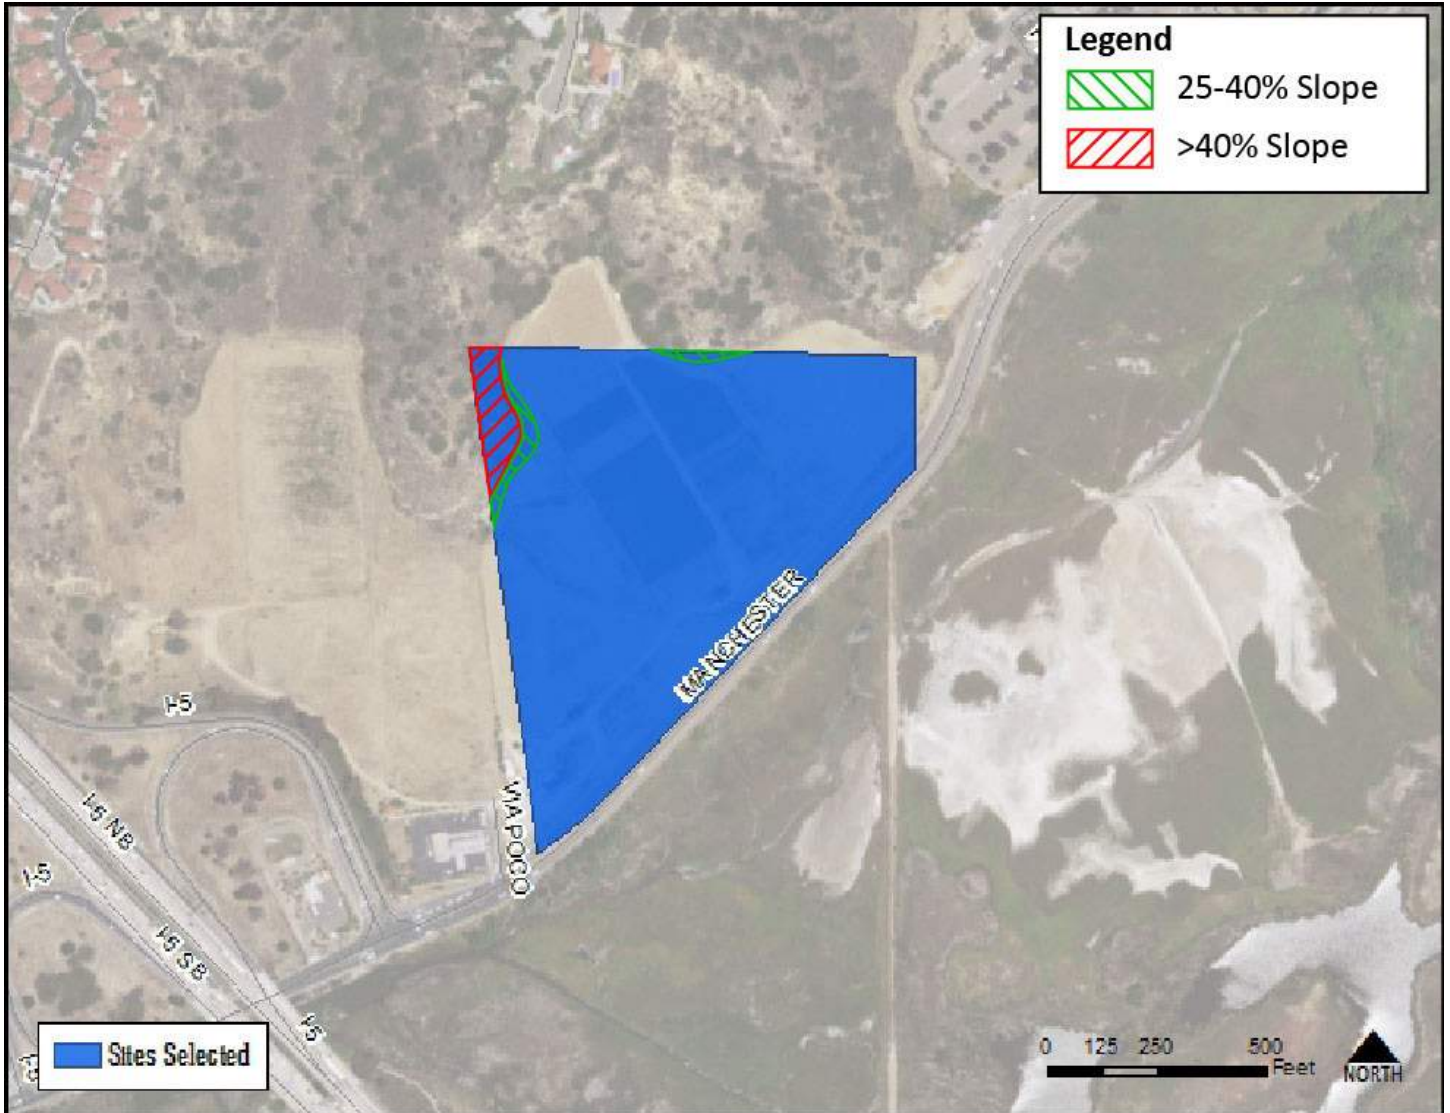 Legend
25-40% Slope
>40% Slope
MANCHESTER
I-5
VIA POCO
I-5 NB
I-5
I-5 SB
I-5
Sites Selected
0 125 250 500
Feet
NORTH